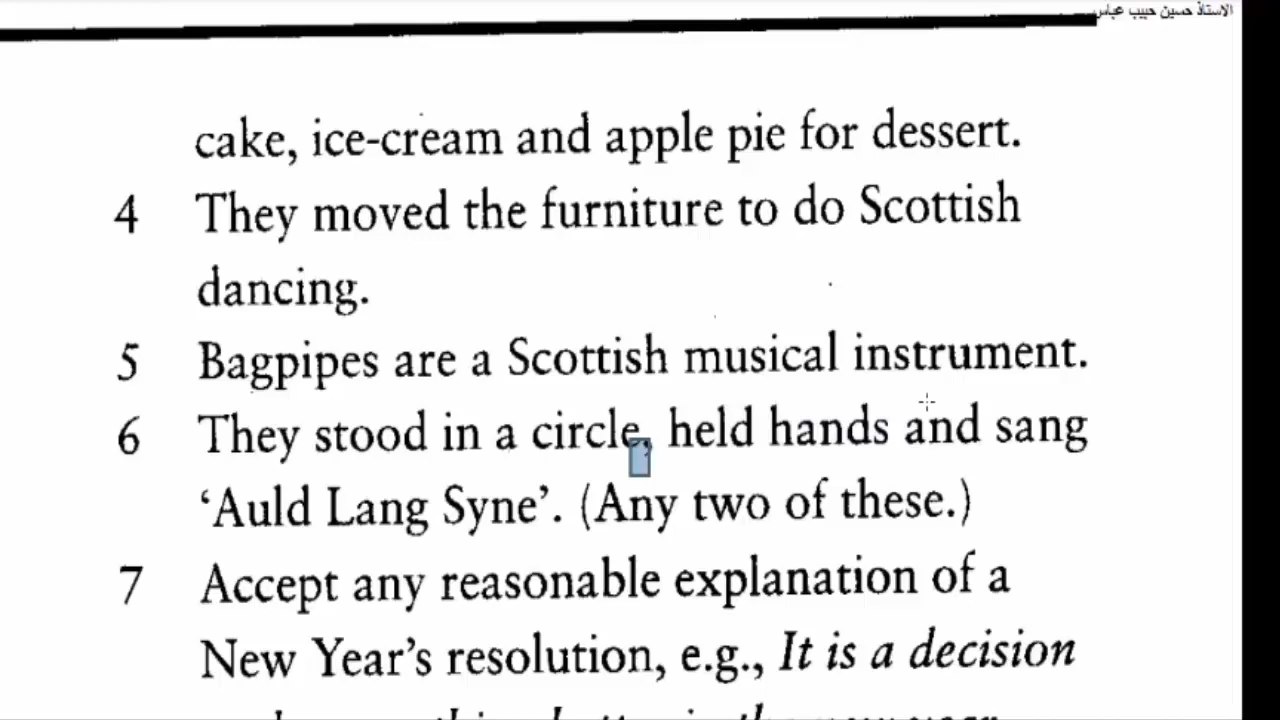 الاستاذ حسين حبيب عباس
cake, ice-cream and apple pie for dessert.
4 They moved the furniture to do Scottish
dancing.
5 Bagpipes are a Scottish musical instrument.
6 They stood in a circle, held hands and sang
‘Auld Lang Syne’. (Any two of these.)
7 Accept any reasonable explanation of a
New Year’s resolution, e.g., It is a decision